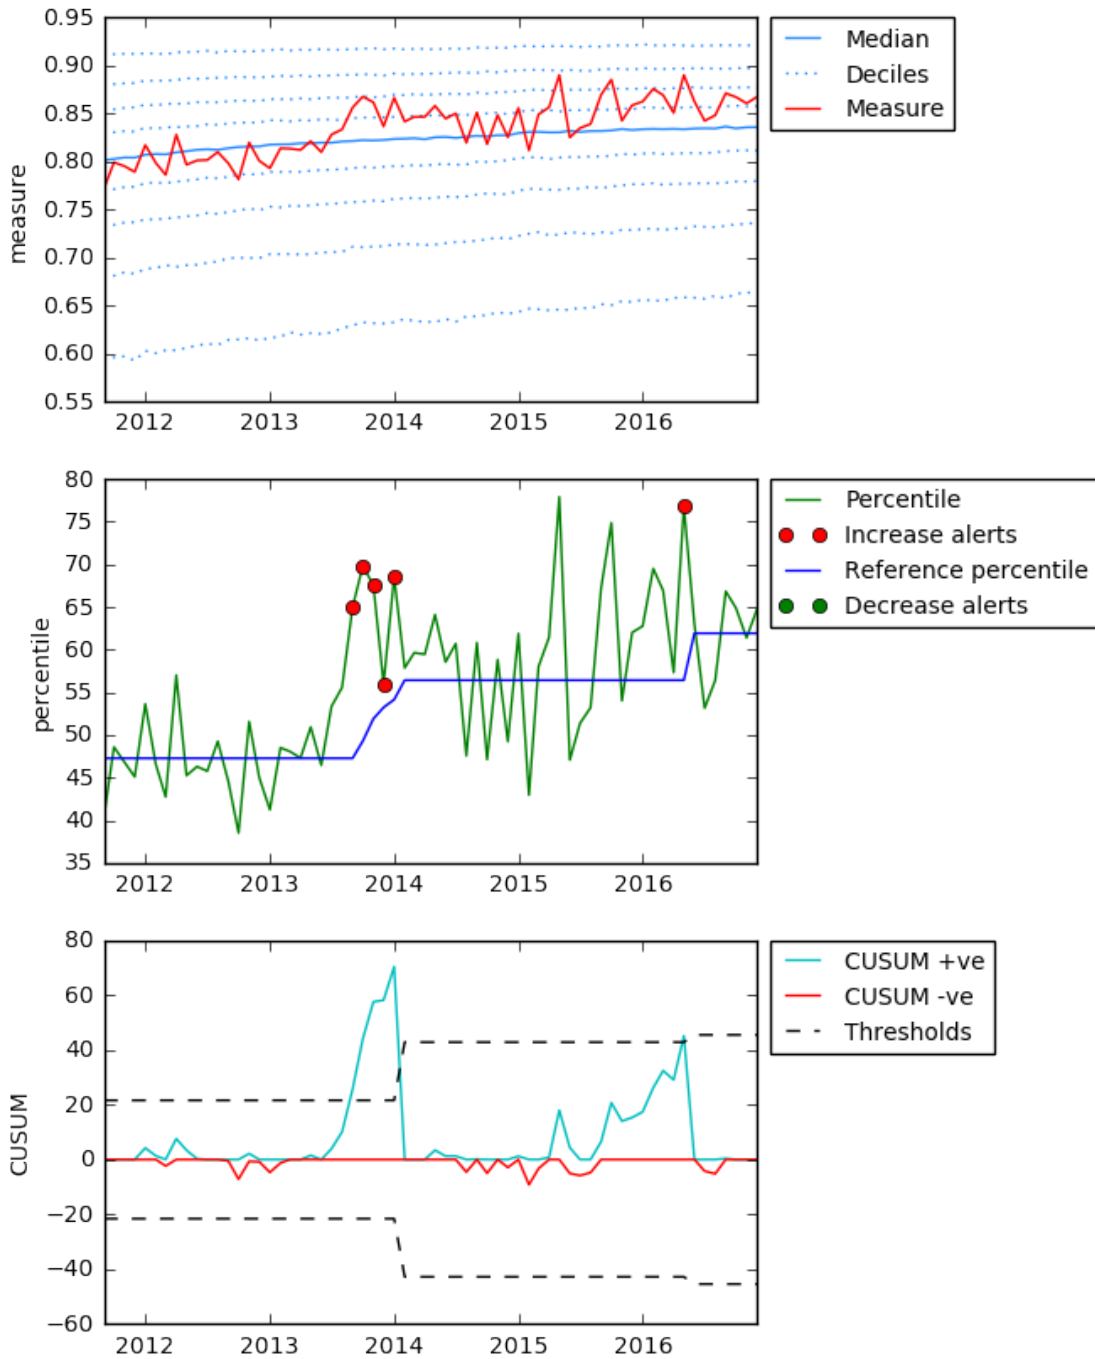 0.95
0.90
0.85
0.80
0.75
0.70
0.65
0.60
0.55
measure
2012 2013 2014 2015 2016
Median
Deciles
Measure
80
75
70
65
60
55
50
45
40
35
percentile
2012 2013 2014 2015 2016
Percentile
Increase alerts
Reference percentile
Decrease alerts
80
60
40
20
0
−20
−40
−60
CUSUM
2012 2013 2014 2015 2016
CUSUM +ve
CUSUM -ve
Thresholds